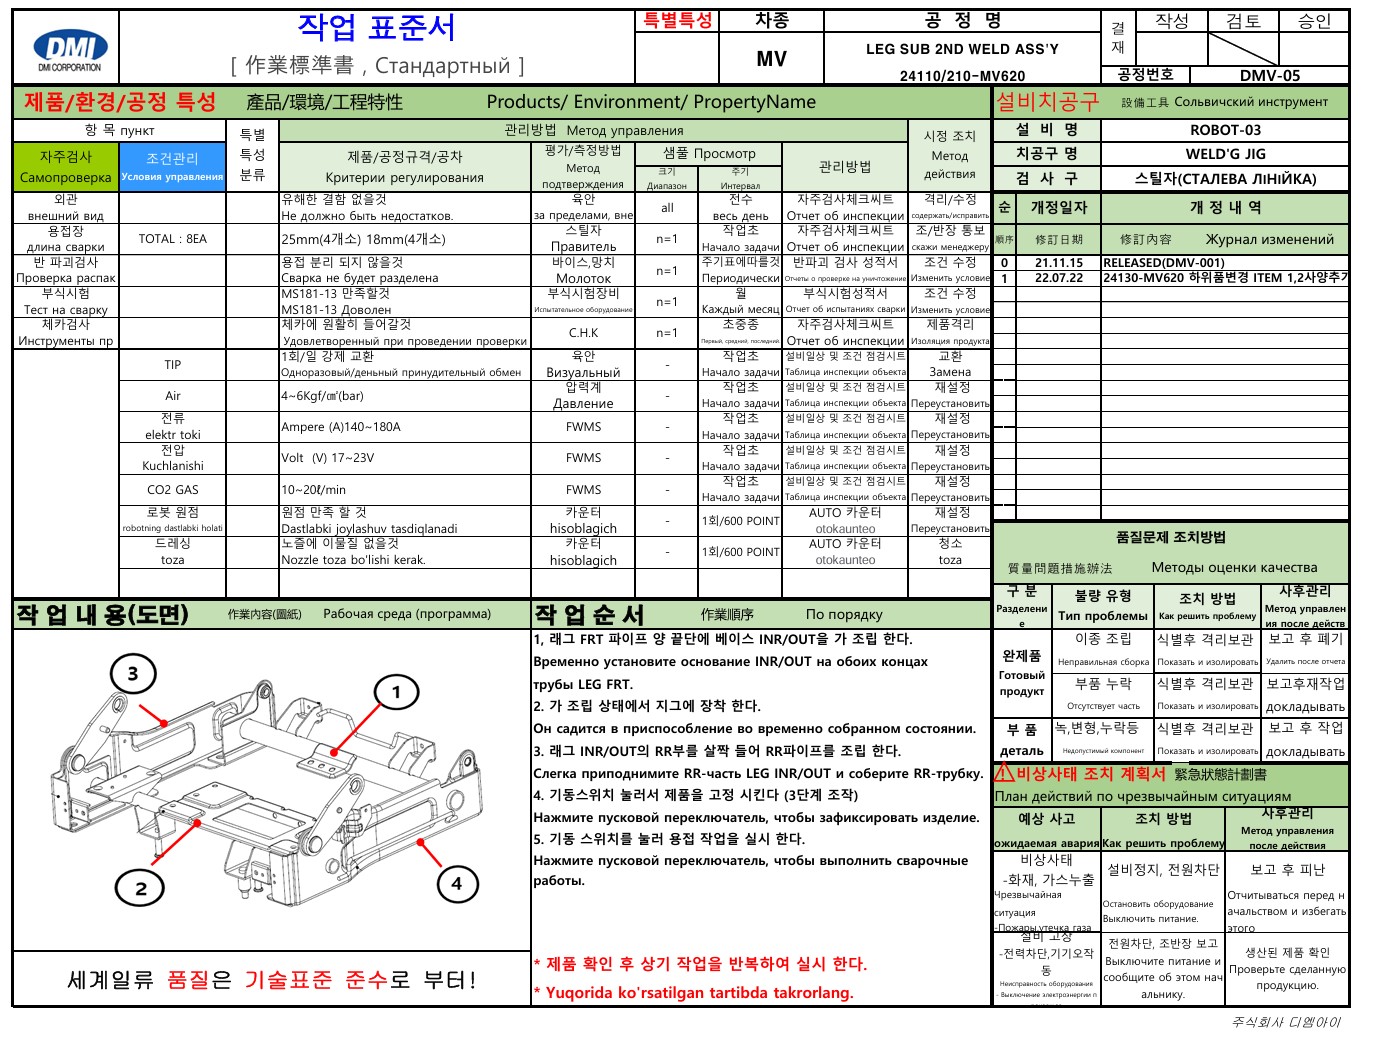 DMI
DMI CORPORATION
작업 표준서
[ 作業標準書 , Стандартный ]
특별특성
차종
MV
공 정 명
LEG SUB 2ND WELD ASS'Y
24110/210-MV620
결재
작성
검토
승인
공정번호
DMV-05
제품/환경/공정 특성 產品/環境/工程特性 Products/ Environment/ PropertyName
항 목 пункт
특별
특성
분류
관리방법 Метод управления
시정 조치
Метод
действия
자주검사
Самопроверка
조건관리
Условия управления
제품/공정규격/공차
Критерии регулирования
평가/측정방법
Метод
подтверждения
샘플 Просмотр
크기
Диапазон
주기
Интервал
관리방법
외관
внешний вид
유해한 결함 없을것
Не должно быть недостатков.
육안
за пределами, вне
all
전수
весь день
자주검사체크씨트
Отчет об инспекции
격리/수정
содержать/исправить
용접장
длина сварки
TOTAL : 8EA
25mm(4개소) 18mm(4개소)
스틸자
Правитель
n=1
작업초
Начало задачи
자주검사체크씨트
Отчет об инспекции
조/반장 통보
скажи менеджеру
반 파괴검사
Проверка распак
용접 분리 되지 않을것
Сварка не будет разделена
바이스,망치
Молоток
n=1
주기표에따를것
Периодически
반파괴 검사 성적서
Отчеты о проверке на уничтожение
조건 수정
Изменить условие
부식시험
Тест на сварку
MS181-13 만족할것
MS181-13 Доволен
부식시험장비
Испытательное оборудование
n=1
월
Каждый месяц
부식시험성적서
Отчет об испытаниях сварки
조건 수정
Изменить условие
체카검사
Инструменты пр
체카에 원활히 들어갈것
Удовлетворенный при проведении проверки
C.H.K
n=1
초중종
Первый, средний, последний.
자주검사체크씨트
Отчет об инспекции
제품격리
Изоляция продукта
TIP
1회/일 강제 교환
Одноразовый/деньный принудительный обмен
육안
Визуальный
-
작업초
Начало задачи
설비일상 및 조건 점검시트
Таблица инспекции объекта
교환
Замена
Air
4~6Kgf/㎠(bar)
압력계
Давление
-
작업초
Начало задачи
설비일상 및 조건 점검시트
Таблица инспекции объекта
재설정
Переустановить
전류
elektr toki
Ampere (A)140~180A
FWMS
-
작업초
Начало задачи
설비일상 및 조건 점검시트
Таблица инспекции объекта
재설정
Переустановить
전압
Kuchlanishi
Volt (V) 17~23V
FWMS
-
작업초
Начало задачи
설비일상 및 조건 점검시트
Таблица инспекции объекта
재설정
Переустановить
CO2 GAS
10~20ℓ/min
FWMS
-
작업초
Начало задачи
설비일상 및 조건 점검시트
Таблица инспекции объекта
재설정
Переустановить
로봇 원점
robotning dastlabki holati
원점 만족 할 것
Dastlabki joylashuv tasdiqlanadi
카운터
hisoblagich
-
1회/600 POINT
AUTO 카운터
otokaunteo
재설정
Переустановить
드레싱
toza
노즐에 이물질 없을것
Nozzle toza bo'lishi kerak.
카운터
hisoblagich
-
1회/600 POINT
AUTO 카운터
otokaunteo
청소
toza
설비치공구 設備工具 Сольвичский инструмент
설 비 명
ROBOT-03
치공구 명
WELD'G JIG
검 사 구
스틸자(СТАЛЕВА ЛІНІЙКА)
순
개정일자
개 정 내 역
順序
修訂日期
修訂內容 Журнал изменений
0
21.11.15
RELEASED(DMV-001)
1
22.07.22
24130-MV620 하위품변경 ITEM 1,2사양추가
품질문제 조치방법
質量問題措施辦法 Методы оценки качества
구 분
Разделени
е
불량 유형
Тип проблемы
조치 방법
Как решить проблему
사후관리
Метод управлен
ия после действ
완제품
Готовый
продукт
이종 조립
Неправильная сборка
식별후 격리보관
Показать и изолировать
보고 후 폐기
Удалить после отчета
부품 누락
Отсутствует часть
식별후 격리보관
Показать и изолировать
보고후재작업
докладывать
부 품
деталь
녹,변형,누락등
Недопустимый компонент
식별후 격리보관
Показать и изолировать
보고 후 작업
докладывать
비상사태 조치 계획서 緊急狀態計劃書
План действий по чрезвычайным ситуациям
예상 사고
ожидаемая авария
조치 방법
Как решить проблему
사후관리
Метод управления
после действия
비상사태
-화재, 가스누출
Чрезвычайная
ситуация
-Пожары,утечка газа
설비정지, 전원차단
Остановить оборудование
Выключить питание.
보고 후 피난
Отчитываться перед н
ачальством и избегать
этого
설비 고장
-전력차단,기기오작
동
Неисправность оборудования
- Выключение электроэнергии п
전원차단, 조반장 보고
Выключите питание и
сообщите об этом нач
альнику.
생산된 제품 확인
Проверьте сделанную
продукцию.
작 업 내 용(도면) 作業內容(圖紙) Рабочая среда (программа)
3
1
2
4
세계일류 품질은 기술표준 준수로 부터!
작 업 순 서 作業順序 По порядку
1, 래그 FRT 파이프 양 끝단에 베이스 INR/OUT을 가 조립 한다.
Временно установите основание INR/OUT на обоих концах
трубы LEG FRT.
2. 가 조립 상태에서 지그에 장착 한다.
Он садится в приспособление во временно собранном состоянии.
3. 래그 INR/OUT의 RR부를 살짝 들어 RR파이프를 조립 한다.
Слегка приподнимите RR-часть LEG INR/OUT и соберите RR-трубку.
4. 기동스위치 눌러서 제품을 고정 시킨다 (3단계 조작)
Нажмите пусковой переключатель, чтобы зафиксировать изделие.
5. 기동 스위치를 눌러 용접 작업을 실시 한다.
Нажмите пусковой переключатель, чтобы выполнить сварочные
работы.
* 제품 확인 후 상기 작업을 반복하여 실시 한다.
* Yuqorida ko'rsatilgan tartibda takrorlang.
주식회사 디엠아이